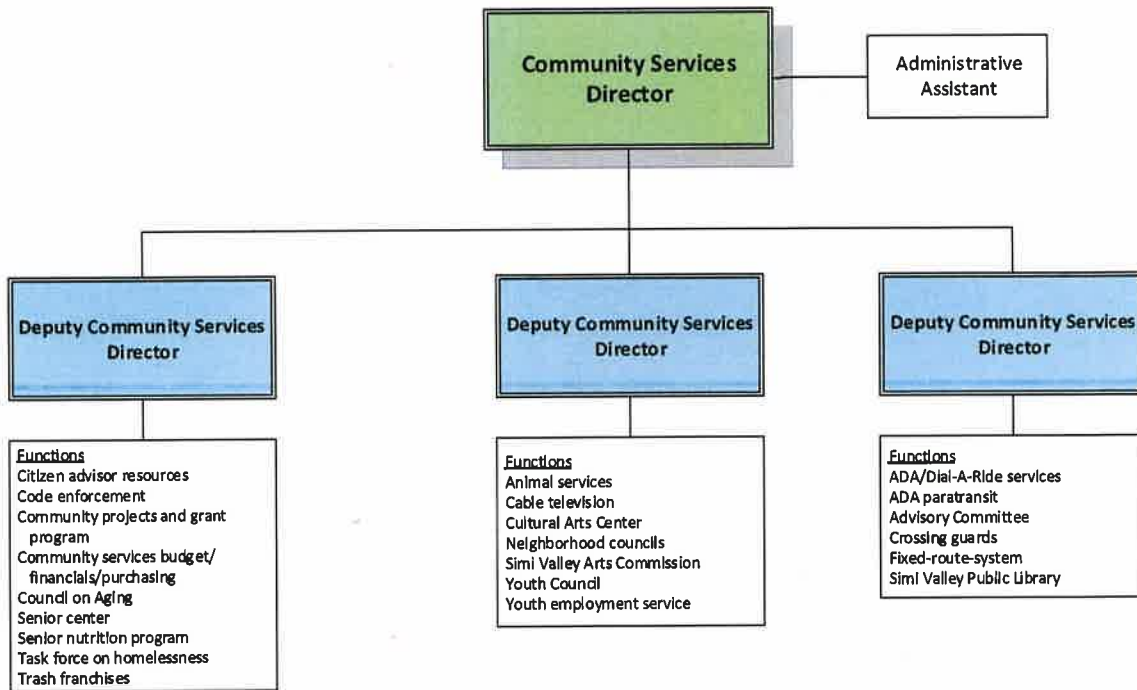 Community Services
Director
Administrative
Assistant
Deputy Community Services
Director
Functions
Citizen advisor resources
Code enforcement
Community projects and grant
program
Community services budget/
financials/purchasing
Council on Aging
Senior center
Senior nutrition program
Task force on homelessness
Trash franchises
Deputy Community Services
Director
Functions
Animal services
Cable television
Cultural Arts Center
Neighborhood councils
Simi Valley Arts Commission
Youth Council
Youth employment service
Deputy Community Services
Director
Functions
ADA/Dial-A-Ride services
ADA paratransit
Advisory Committee
Crossing guards
Fixed-route-system
Simi Valley Public Library